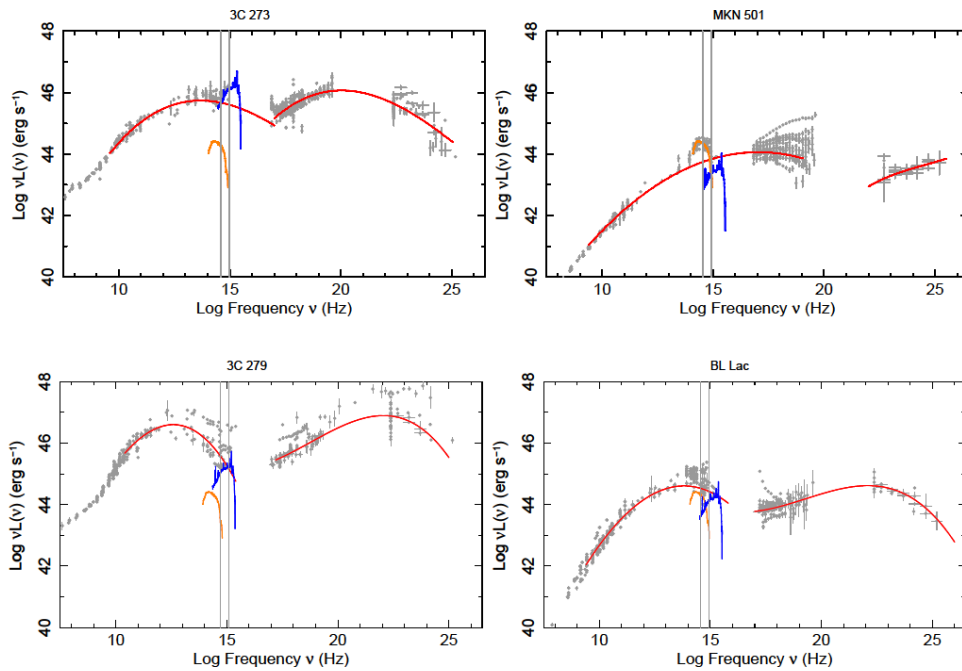 3C 273
48
46
44
42
40
Log νL(ν) (erg s⁻¹)
10 15 20 25
Log Frequency ν (Hz)
MKN 501
48
46
44
42
40
Log νL(ν) (erg s⁻¹)
10 15 20 25
Log Frequency ν (Hz)
3C 279
48
46
44
42
40
Log νL(ν) (erg s⁻¹)
10 15 20 25
Log Frequency ν (Hz)
BL Lac
48
46
44
42
40
Log νL(ν) (erg s⁻¹)
10 15 20 25
Log Frequency ν (Hz)